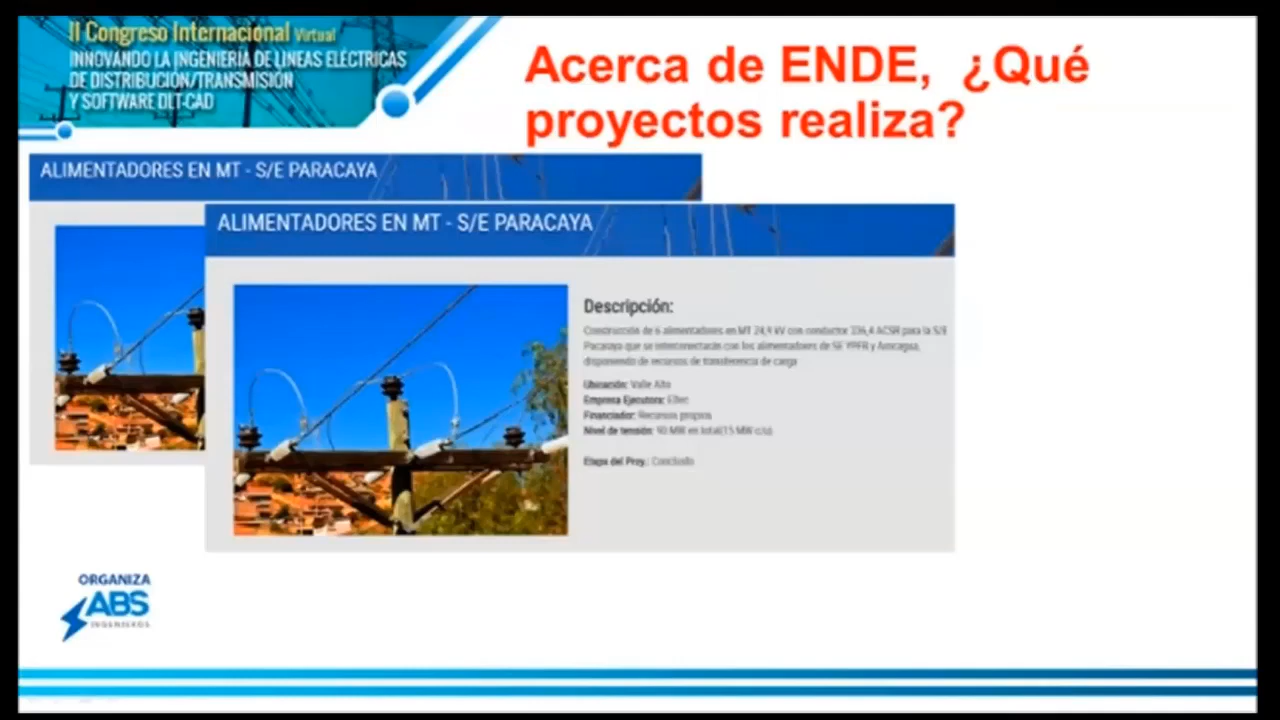 II Congreso Internacional Virtual
INNOVANDO LA INGENIERÍA DE LÍNEAS ELÉCTRICAS
DE DISTRIBUCIÓN/TRANSMISIÓN
Y SOFTWARE DLT-CAD
Acerca de ENDE, ¿Qué
proyectos realiza?
ALIMENTADORES EN MT - S/E PARACAYA
ALIMENTADORES EN MT - S/E PARACAYA
Descripción:
Construcción de 6 alimentadores en MT 24,9 kV con conductor 336,4 ACSR para la S/E
Paracaya que se interconectarán con los alimentadores de SE YPFB y Arocagua,
disponiendo de recursos de transferencia de carga
Ubicación: Valle Alto
Empresa Ejecutora: Elfec
Financiador: Recursos propios
Nivel de tensión: 90 MW en total(15 MW c/u)
Etapa del Proy.: Concluido
ORGANIZA
ABS
INGENIEROS